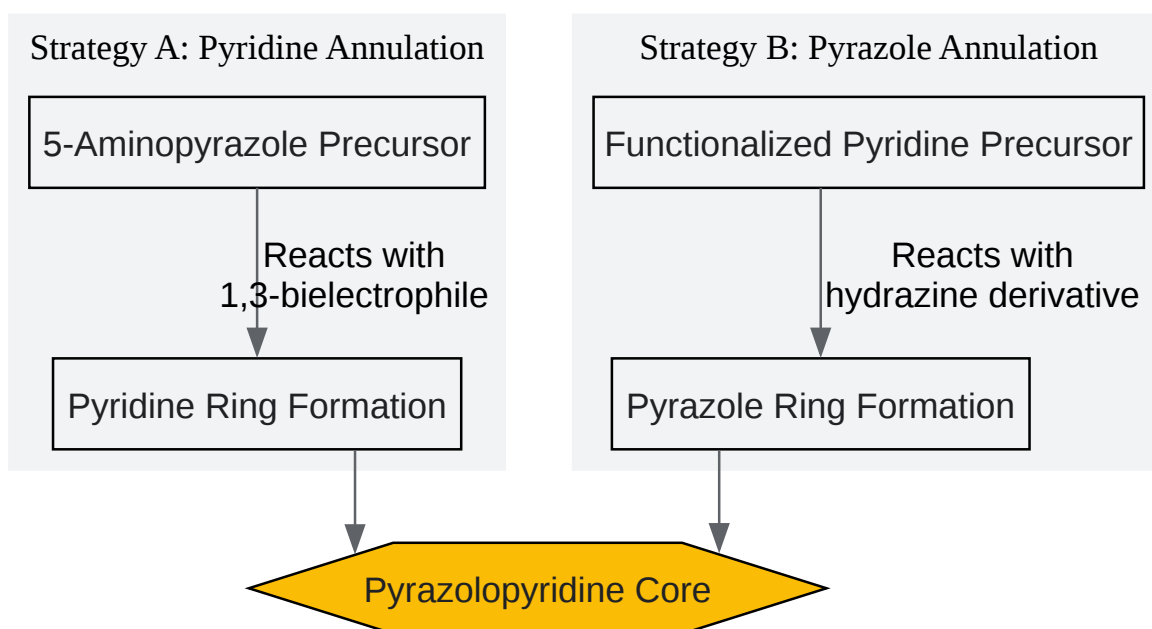 Strategy A: Pyridine Annulation
5-Aminopyrazole Precursor
Reacts with
1,3-bielectrophile
Pyridine Ring Formation
Strategy B: Pyrazole Annulation
Functionalized Pyridine Precursor
Reacts with
hydrazine derivative
Pyrazole Ring Formation
Pyrazolopyridine Core